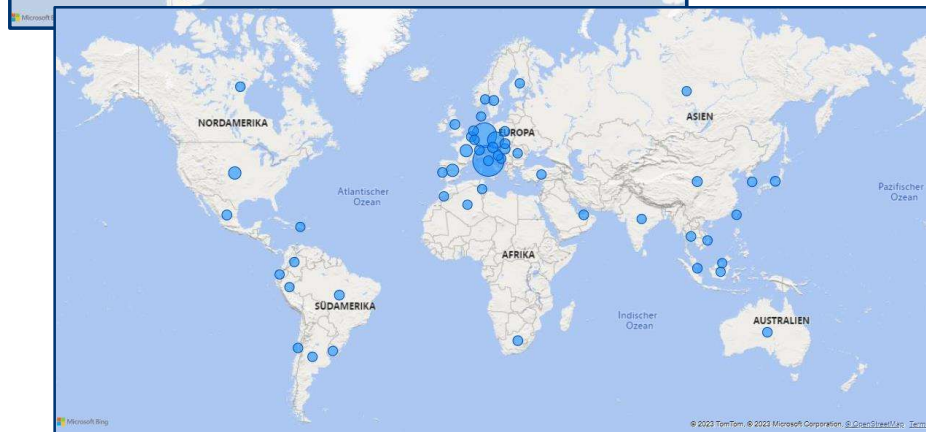 Microsoft
NORDAMERIKA
EUROPA
ASIEN
Atlantischer
Ozean
Pazifischer
Ozean
AFRIKA
SÜDAMERIKA
Indischer
Ozean
AUSTRALIEN
Microsoft Bing
© 2023 TomTom, © 2023 Microsoft Corporation, © OpenStreetMap Term